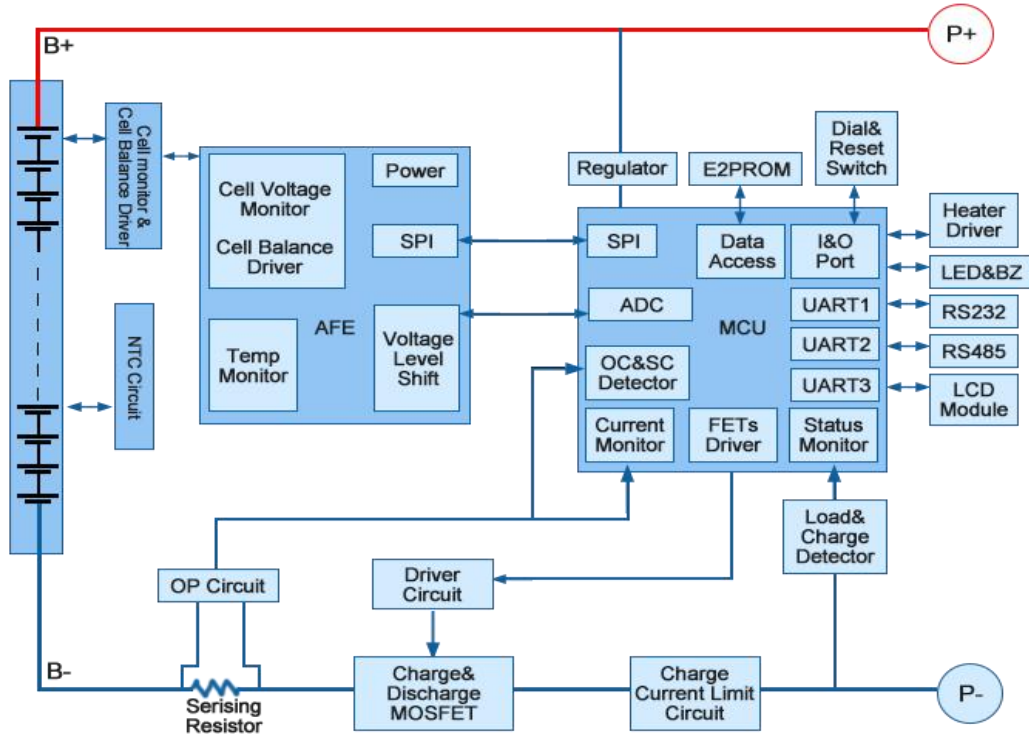 B+
P+
Cell monitor &
Cell Balance Driver
Dial&
Reset
Switch
Power
Regulator
E2PROM
Cell Voltage
Monitor
Cell Balance
Driver
SPI
SPI
Data
Access
I&O
Port
Heater
Driver
LED&BZ
ADC
UART1
RS232
AFE
MCU
NTC Circuit
Temp
Monitor
Voltage
Level
Shift
UART2
RS485
OC&SC
Detector
UART3
LCD
Module
Current
Monitor
FETs
Driver
Status
Monitor
Load&
Charge
Detector
OP Circuit
Driver
Circuit
B-
Serising
Resistor
Charge&
Discharge
MOSFET
Charge
Current Limit
Circuit
P-